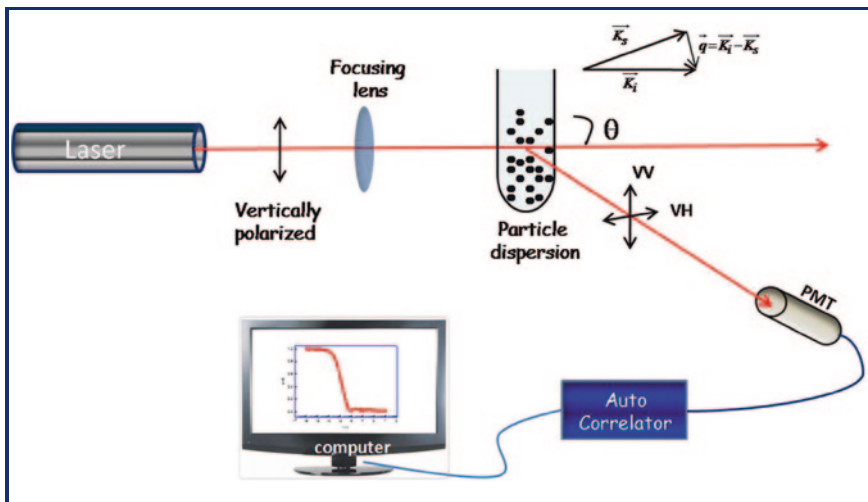 Laser
Vertically
polarized
Focusing
lens
K_s
K_i
q=K_i-K_s
θ
Particle
dispersion
VV
VH
PMT
Auto
Correlator
computer